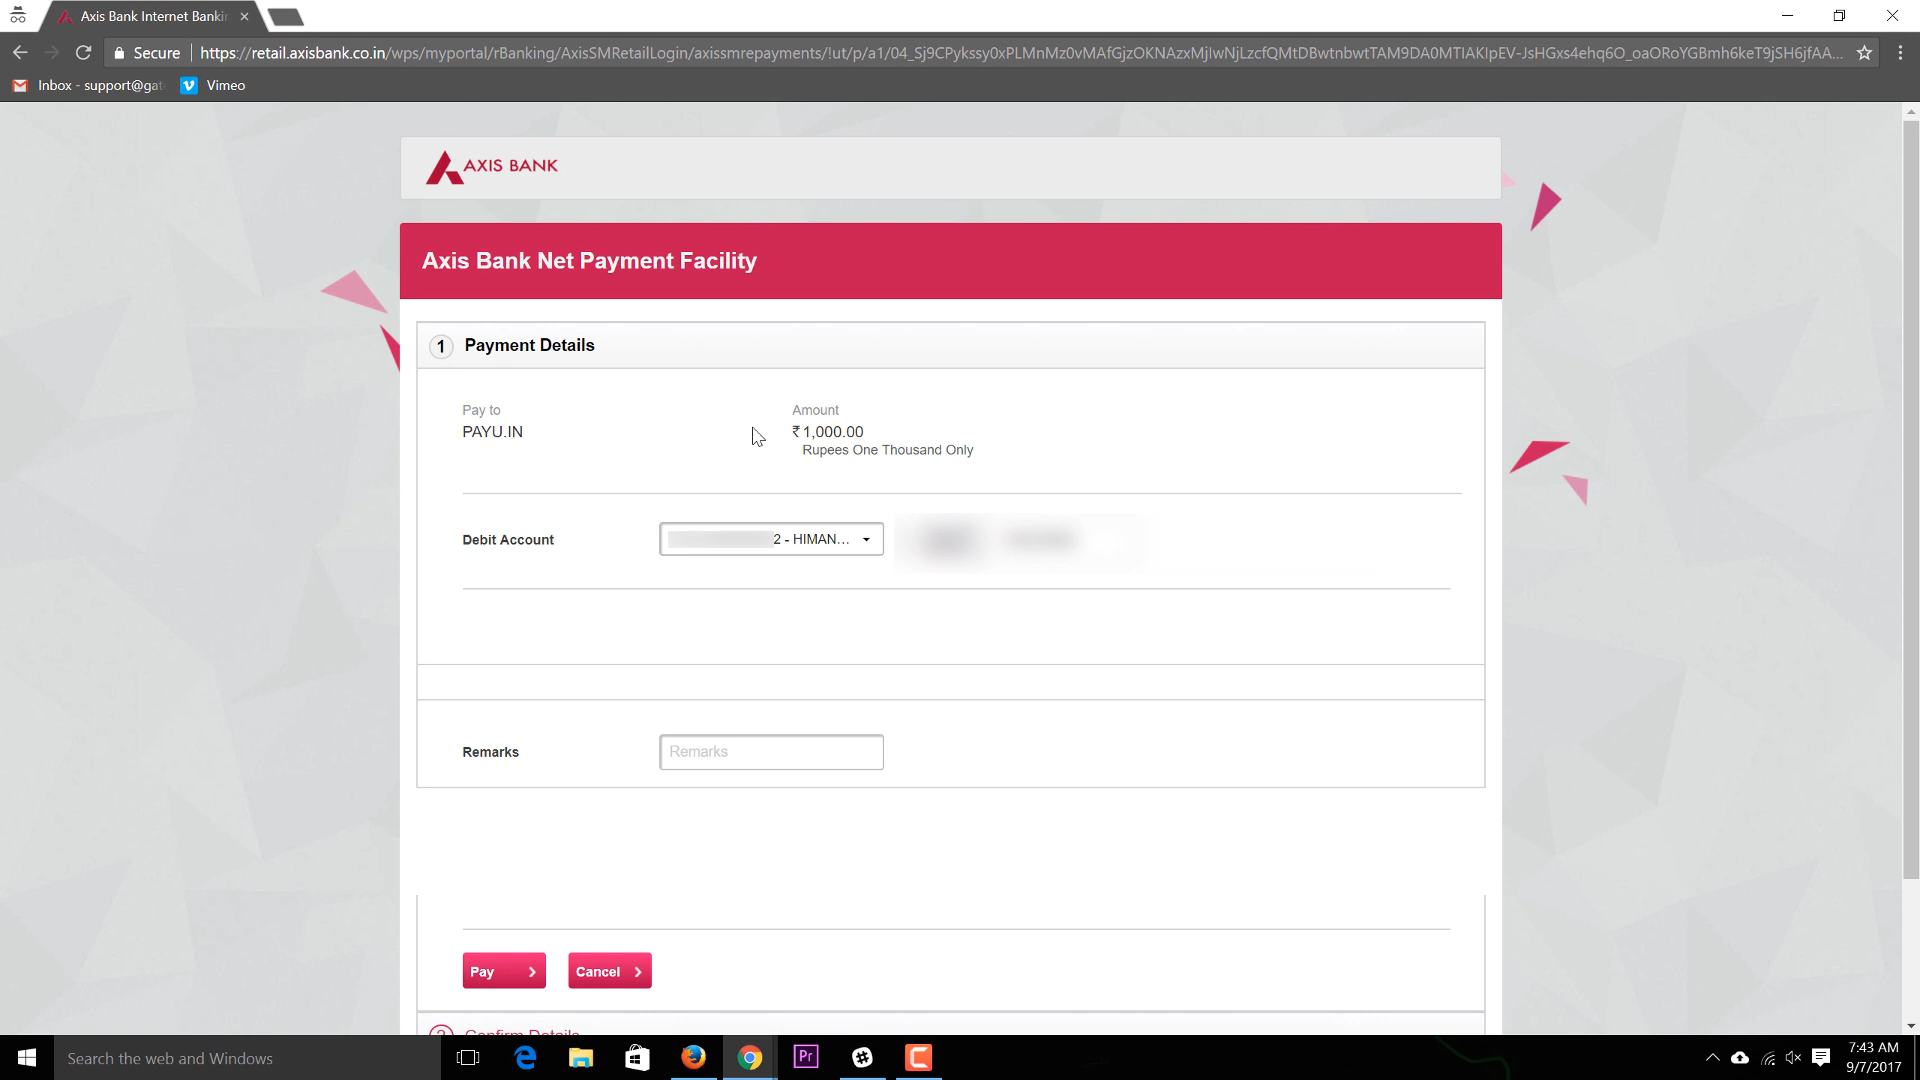 Axis Bank Internet Bankin
Secure
https://retail.axisbank.co.in/wps/myportal/rBanking/AxisSMRetailLogin/axissmrepayments/!ut/p/a1/04_Sj9CPykssy0xPLMnMz0vMAfGjzOKNAzxMjIwNjLzcfQMtDBwtnbwtTAM9DA0MTIAKIpEV-JsHGxs4ehq6O_oaORoYGBmh6keT9jSH6jfAA...
Inbox - support@gat
Vimeo
AXIS BANK
Axis Bank Net Payment Facility
1 Payment Details
Pay to
Amount
PAYU.IN
₹ 1,000.00
Rupees One Thousand Only
Debit Account
2 - HIMAN...
Remarks
Remarks
Pay
Cancel
2 Confirm Details
Search the web and Windows
Pr
7:43 AM
9/7/2017